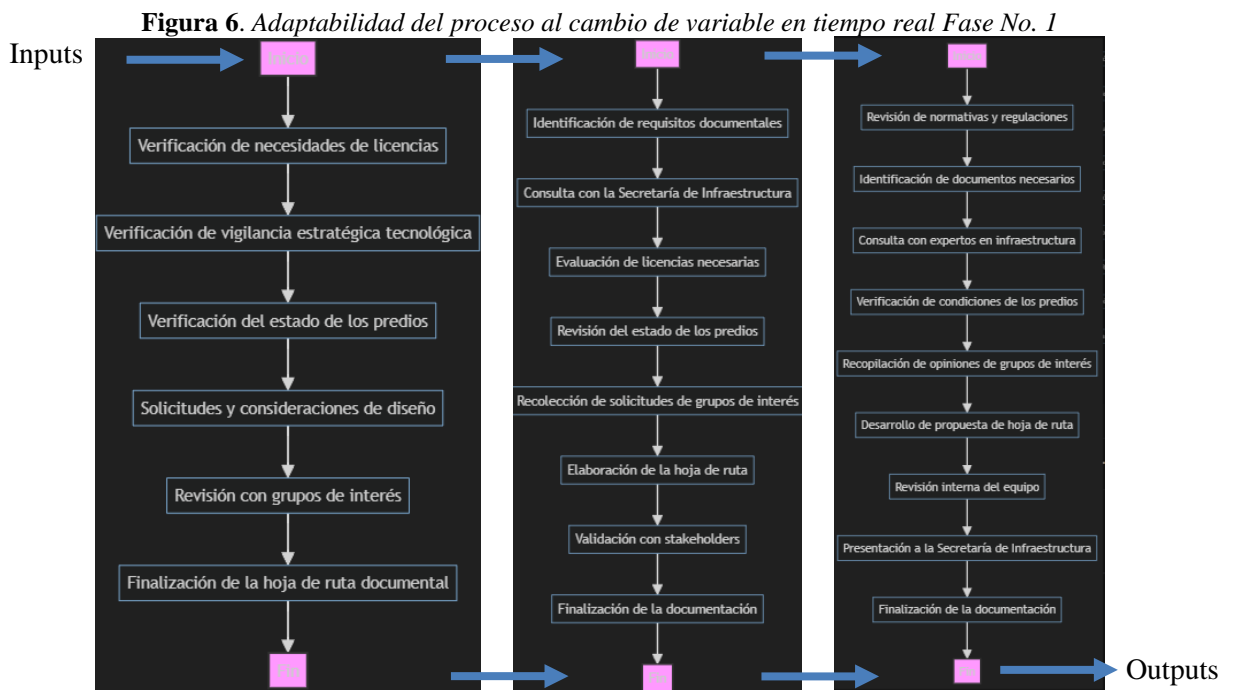 Figura 6. Adaptabilidad del proceso al cambio de variable en tiempo real Fase No. 1
Inputs
Inicio
Verificación de necesidades de licencias
Verificación de vigilancia estratégica tecnológica
Verificación del estado de los predios
Solicitudes y consideraciones de diseño
Revisión con grupos de interés
Finalización de la hoja de ruta documental
Fin
Inicio
Identificación de requisitos documentales
Consulta con la Secretaría de Infraestructura
Evaluación de licencias necesarias
Revisión del estado de los predios
Recolección de solicitudes de grupos de interés
Elaboración de la hoja de ruta
Validación con stakeholders
Finalización de la documentación
Fin
Inicio
Revisión de normativas y regulaciones
Identificación de documentos necesarios
Consulta con expertos en infraestructura
Verificación de condiciones de los predios
Recopilación de opiniones de grupos de interés
Desarrollo de propuesta de hoja de ruta
Revisión interna del equipo
Presentación a la Secretaría de Infraestructura
Finalización de la documentación
Fin
Outputs